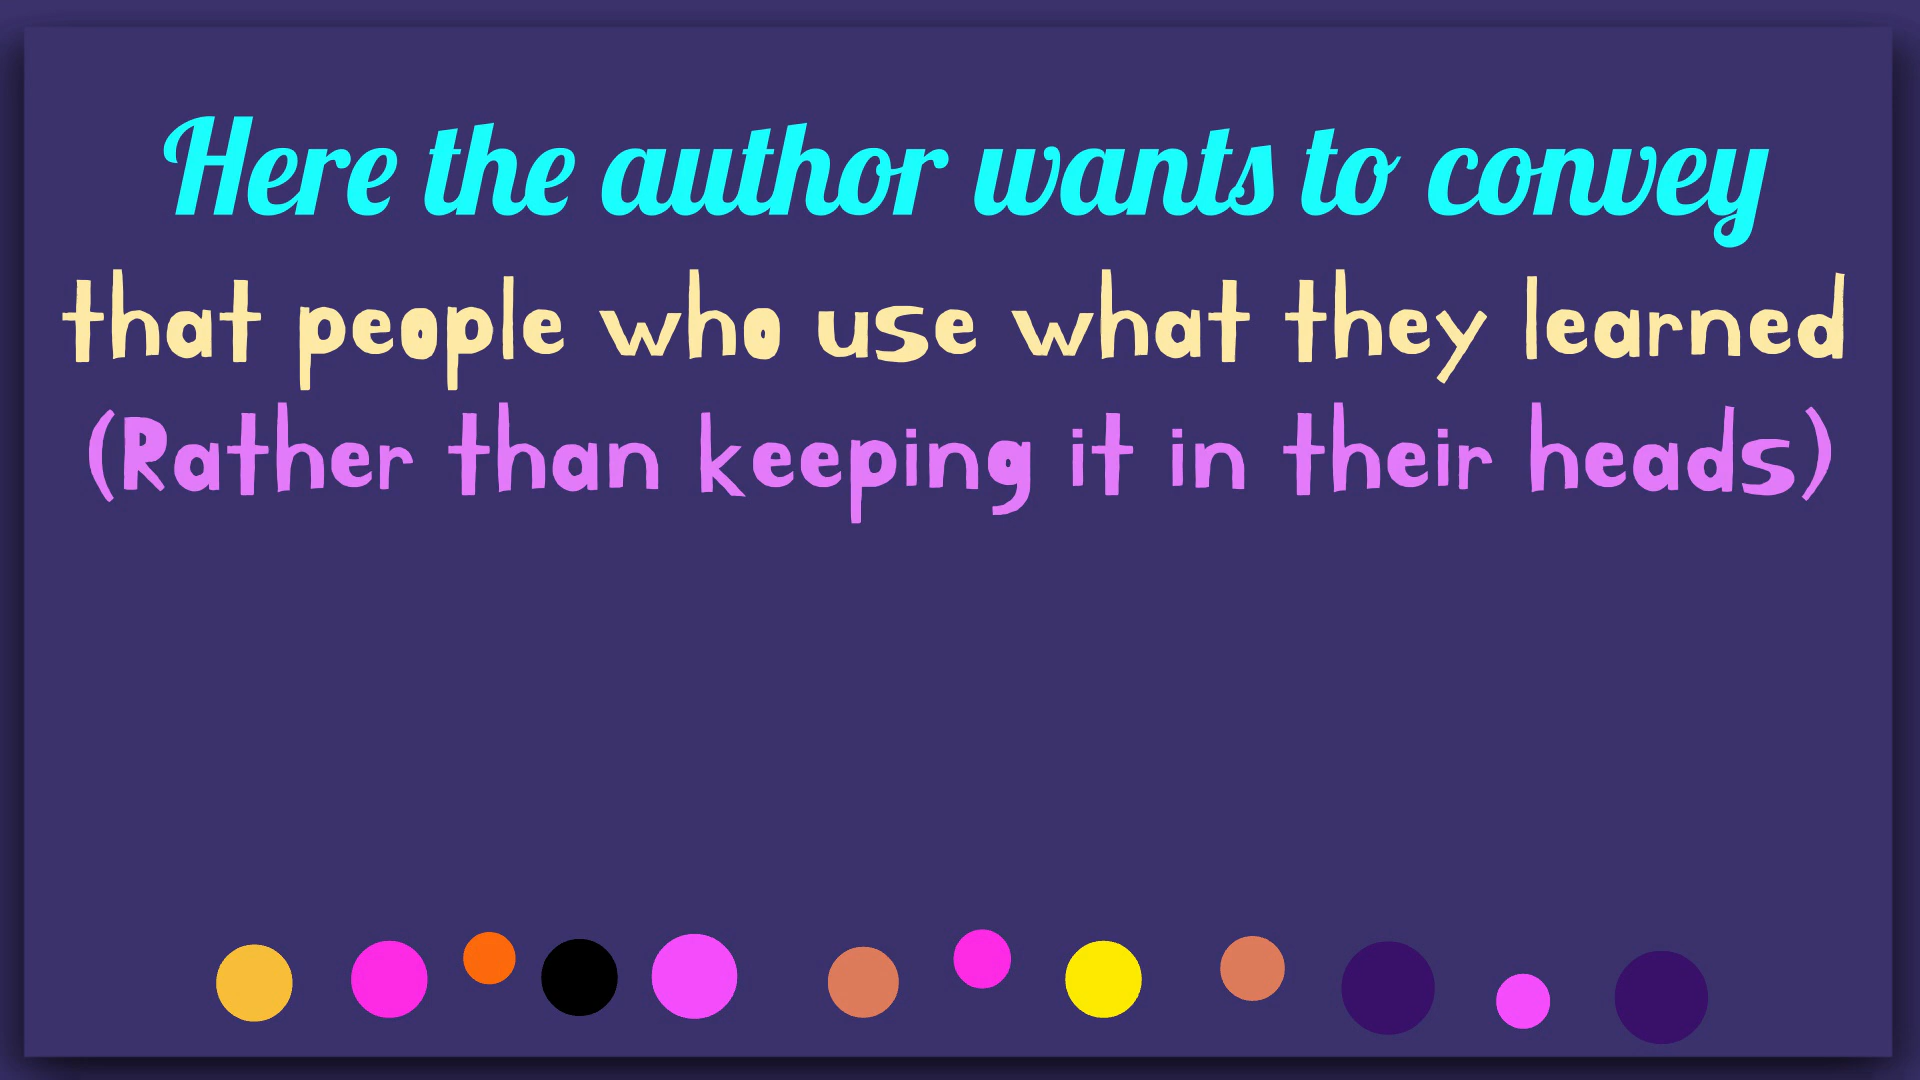 Here the author wants to convey
that people who use what they learned
(Rather than keeping it in their heads)